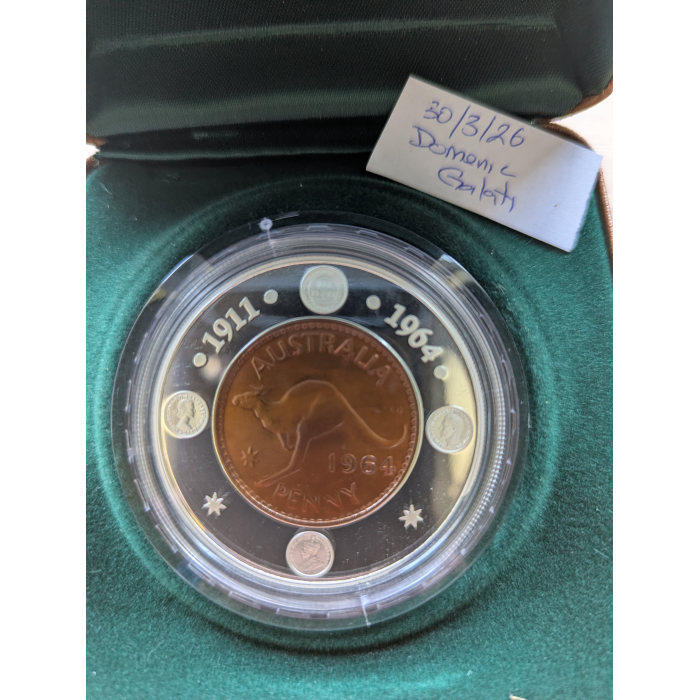 30/3/26
Domenic
Galati
1911
1964
AUSTRALIA
1964
PENNY